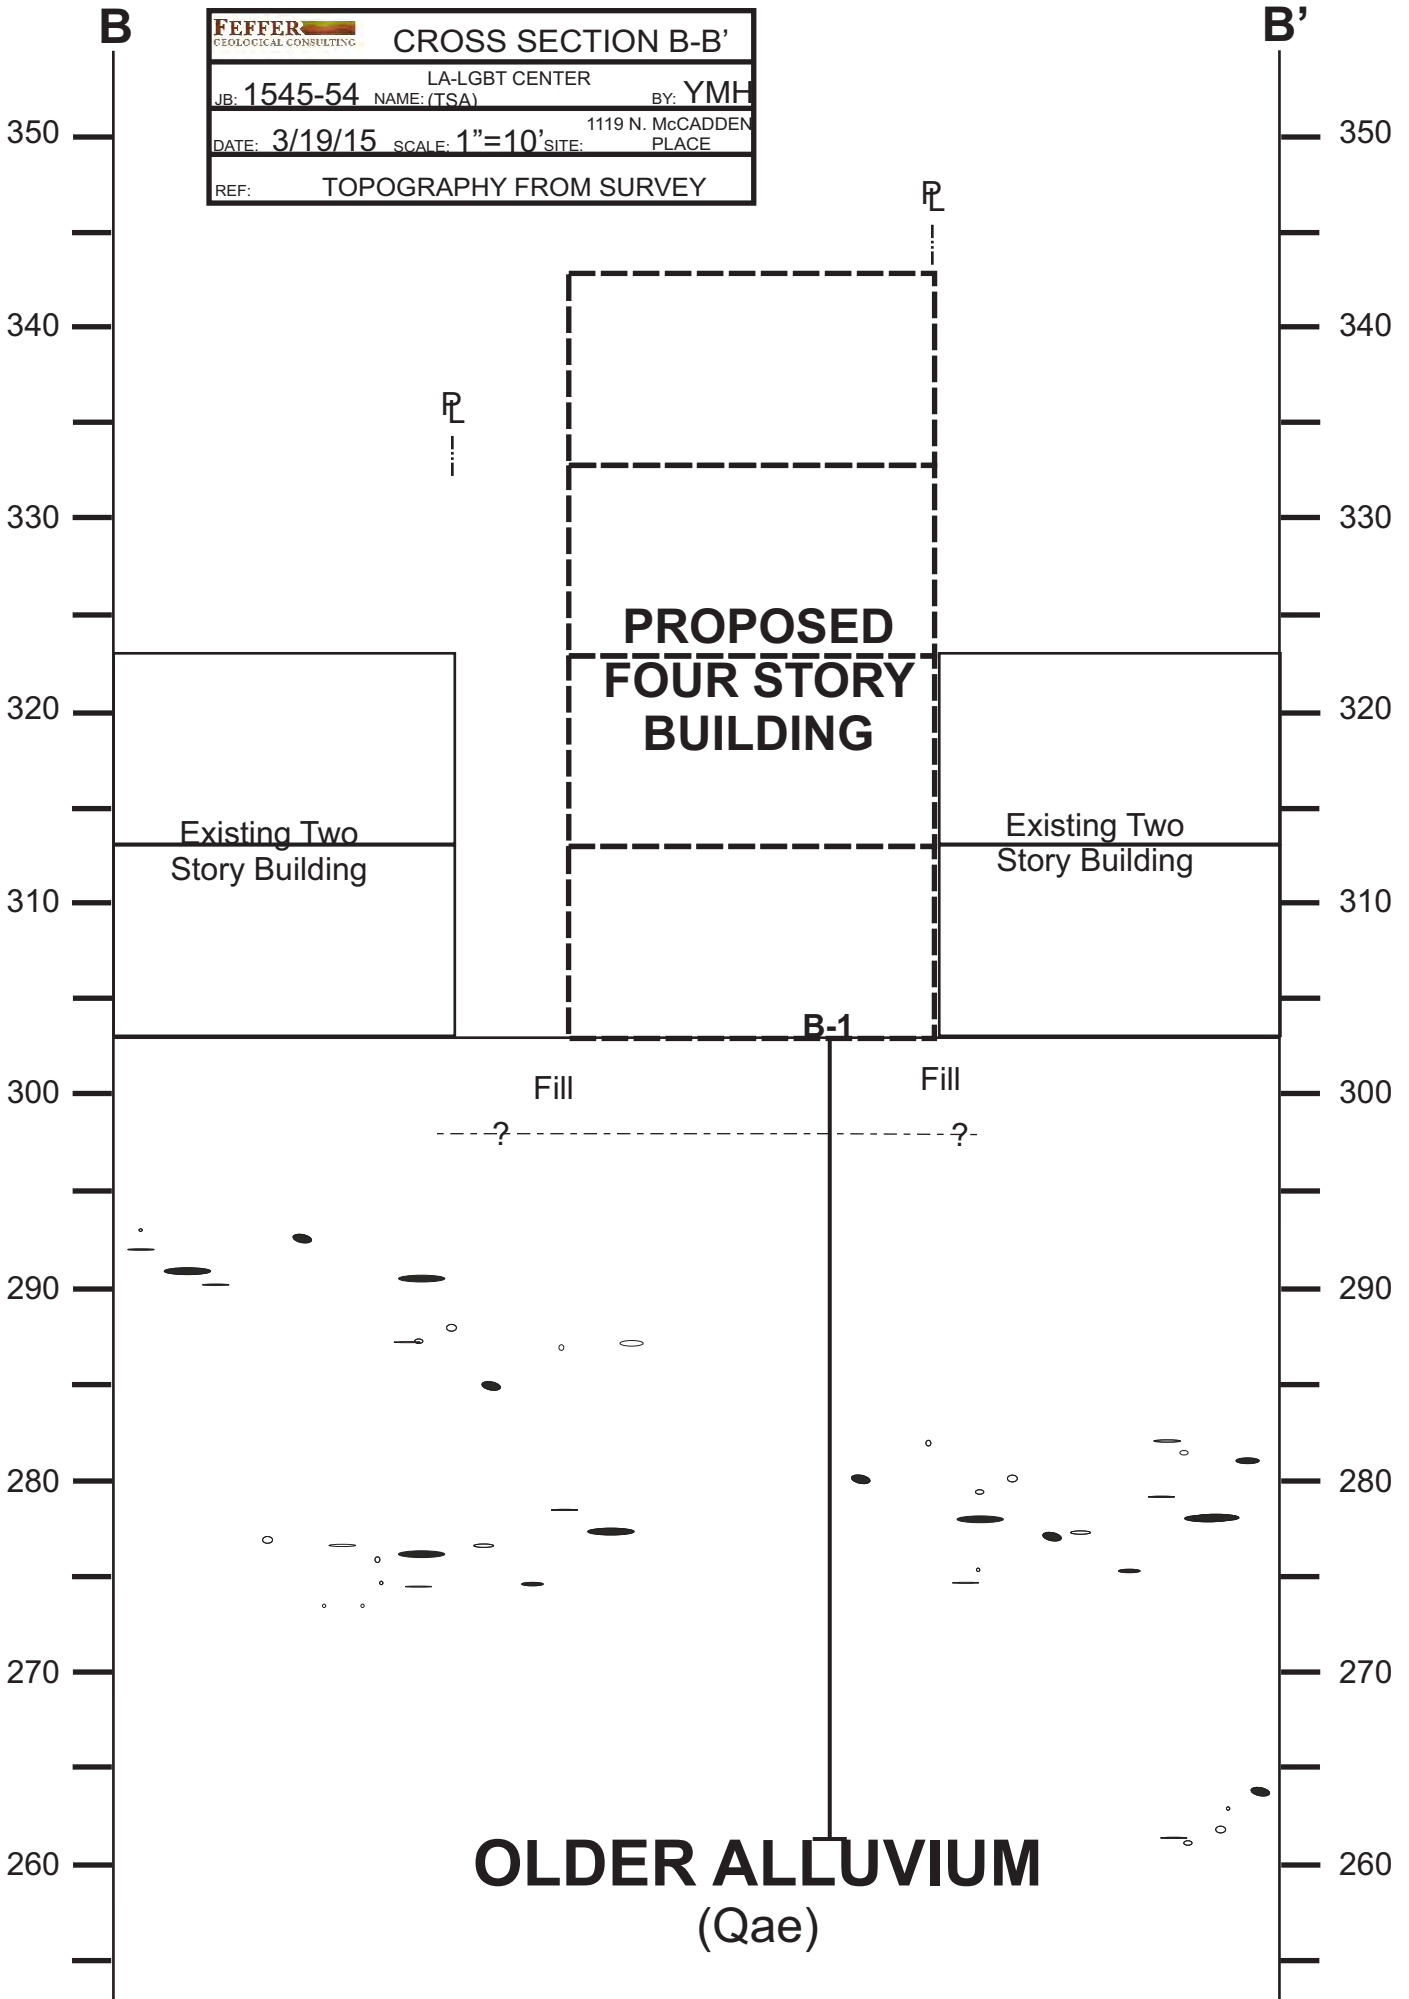 B
B’
FEFFER
GEOLOGICAL CONSULTING
CROSS SECTION B-B’
JB: 1545-54 NAME: LA-LGBT CENTER (TSA) BY: YMH
DATE: 3/19/15 SCALE: 1”=10’ SITE: 1119 N. McCADDEN PLACE
REF: TOPOGRAPHY FROM SURVEY
350 350
PL
340 340
PL
330 330
PROPOSED
FOUR STORY
BUILDING
320 320
Existing Two
Story Building
Existing Two
Story Building
310 310
B-1
300 300
Fill
Fill
? ?
290 290
280 280
270 270
260 260
OLDER ALLUVIUM
(Qae)